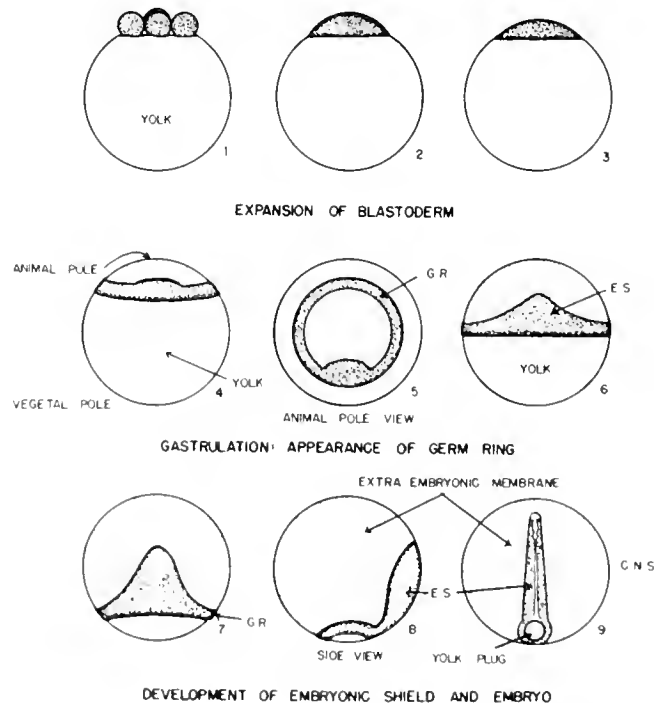 YOLK
1
2
3
EXPANSION OF BLASTODERM
ANIMAL POLE
G R
E S
YOLK
YOLK
VEGETAL POLE
4
5
6
ANIMAL POLE VIEW
GASTRULATION: APPEARANCE OF GERM RING
EXTRA EMBRYONIC MEMBRANE
C N S
E S
G R
7
8
9
SIDE VIEW
YOLK PLUG
DEVELOPMENT OF EMBRYONIC SHIELD AND EMBRYO